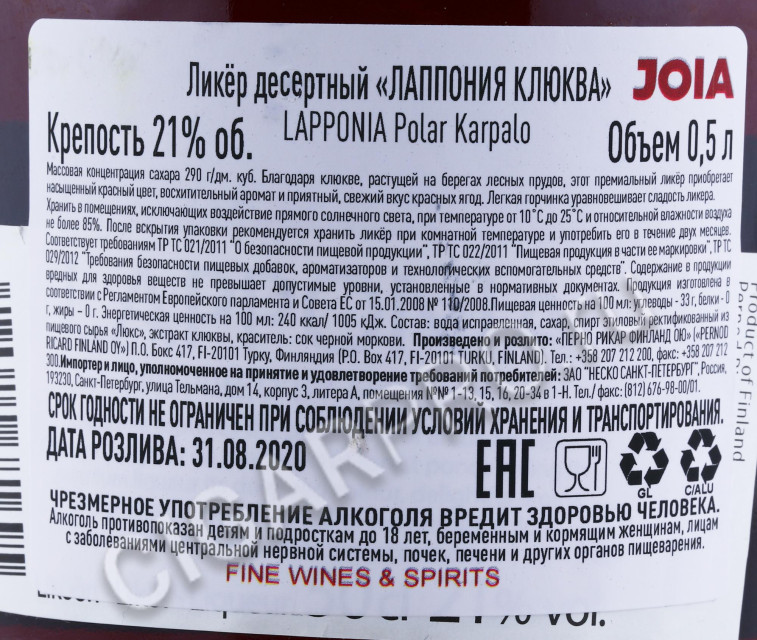 Ликёр десертный «ЛАППОНИЯ КЛЮКВА» JOIA
Крепость 21% об. LAPPONIA Polar Karpalo Объем 0,5 л
Массовая концентрация сахара 290 г/дм. куб. Благодаря клюкве, растущей на берегах лесных прудов, этот премиальный ликёр приобретает
насыщенный красный цвет, восхитительный аромат и приятный, свежий вкус красных ягод. Легкая горчинка уравновешивает сладость ликера.
Хранить в помещениях, исключающих воздействие прямого солнечного света, при температуре от 10˚С до 25˚С и относительной влажности воздуха
не более 85%. После вскрытия упаковки рекомендуется хранить ликёр при комнатной температуре и употребить его в течение двух месяцев.
Соответствует требованиям ТР ТС 021/2011 "О безопасности пищевой продукции", ТР ТС 022/2011 "Пищевая продукция в части ее маркировки", ТР ТС
029/2012 "Требования безопасности пищевых добавок, ароматизаторов и технологических вспомогательных средств". Содержание в продукции
вредных для здоровья веществ не превышает допустимые уровни, установленные в нормативных документах. Продукция изготовлена в
соответствии с Регламентом Европейского парламента и Совета ЕС от 15.01.2008 № 110/2008.Пищевая ценность на 100 мл: углеводы - 33 г, белки - 0
г, жиры - 0 г. Энергетическая ценность на 100 мл: 240 ккал/ 1005 кДж. Состав: вода исправленная, сахар, спирт этиловый ректификованный из
пищевого сырья «Люкс», экстракт клюквы, краситель: сок черной моркови. Произведено и розлито: «ПЕРНО РИКАР ФИНЛАНД ОЮ» («PERNOD
RICARD FINLAND OY») П.О. Бокс 417, FI-20101 Турку, Финляндия (P.O. Box 417, FI-20101 TURKU, FINLAND). Тел.: +358 207 212 200, факс: +358 207 212
300.Импортер и лицо, уполномоченное на принятие и удовлетворение требований потребителей: ЗАО "НЕСКО САНКТ-ПЕТЕРБУРГ", Россия,
193230, Санкт-Петербург, улица Тельмана, дом 14, корпус 3, литера А, помещения №№ 1-13, 15, 16, 20-34 в 1-Н. Тел./ факс: (812) 676-98-00/01.
СРОК ГОДНОСТИ НЕ ОГРАНИЧЕН ПРИ СОБЛЮДЕНИИ УСЛОВИЙ ХРАНЕНИЯ И ТРАНСПОРТИРОВАНИЯ.
ДАТА РОЗЛИВА: 31.08.2020
EAC
GL C/ALU
ЧРЕЗМЕРНОЕ УПОТРЕБЛЕНИЕ АЛКОГОЛЯ ВРЕДИТ ЗДОРОВЬЮ ЧЕЛОВЕКА.
Алкоголь противопоказан детям и подросткам до 18 лет, беременным и кормящим женщинам, лицам
с заболеваниями центральной нервной системы, почек, печени и других органов пищеварения.
FINE WINES & SPIRITS
Product of Finland
CIGARPRO.ru